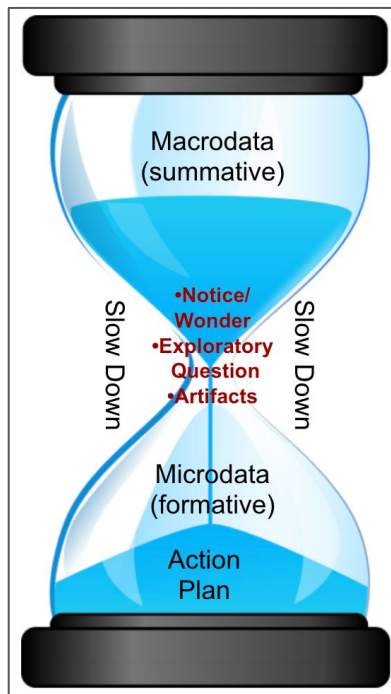 Macrodata
(summative)
•Notice/
Wonder
•Exploratory
Question
•Artifacts
Slow Down
Slow Down
Microdata
(formative)
Action
Plan